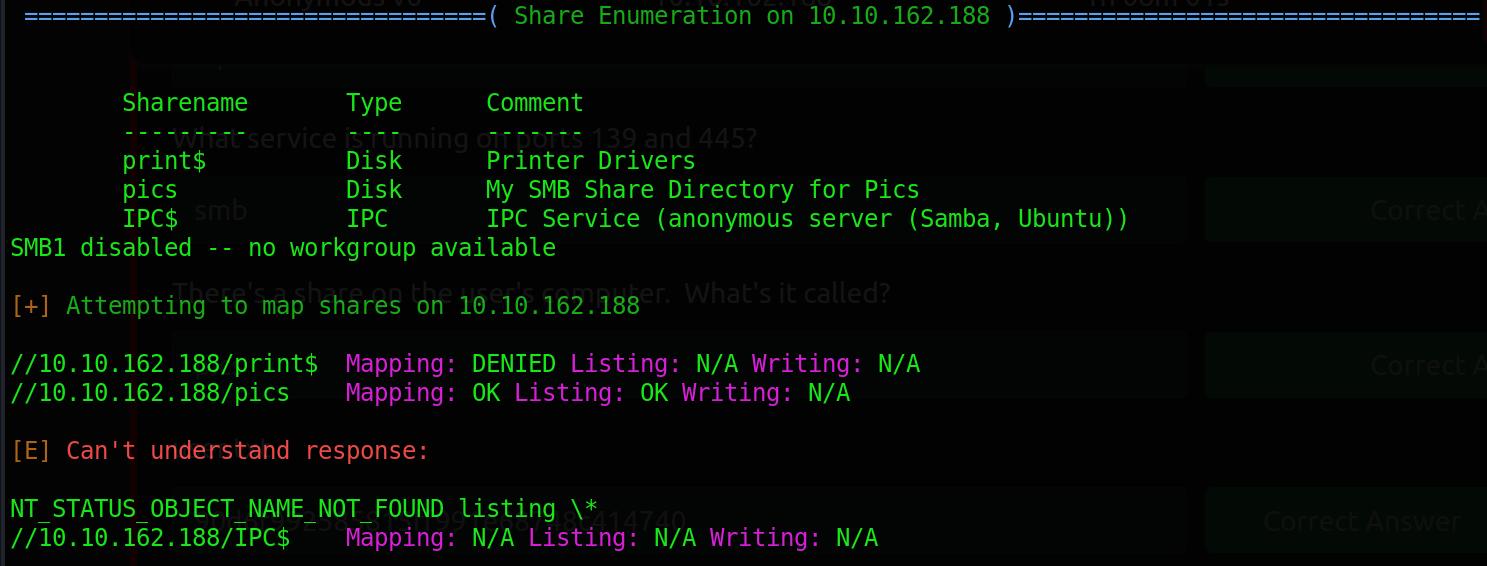 =================================( Share Enumeration on 10.10.162.188 )=================================
Sharename Type Comment
--------- ---- -------
What service is running on ports 139 and 445?
print$ Disk Printer Drivers
pics Disk My SMB Share Directory for Pics
smb
Correct A
IPC$ IPC IPC Service (anonymous server (Samba, Ubuntu))
SMB1 disabled -- no workgroup available
There's a share on the user's computer. What's it called?
[+] Attempting to map shares on 10.10.162.188
//10.10.162.188/print$ Mapping: DENIED Listing: N/A Writing: N/A
Correct A
//10.10.162.188/pics Mapping: OK Listing: OK Writing: N/A
[E] Can't understand response:
NT_STATUS_OBJECT_NAME_NOT_FOUND listing \*
Correct Answer
//10.10.162.188/IPC$ Mapping: N/A Listing: N/A Writing: N/A